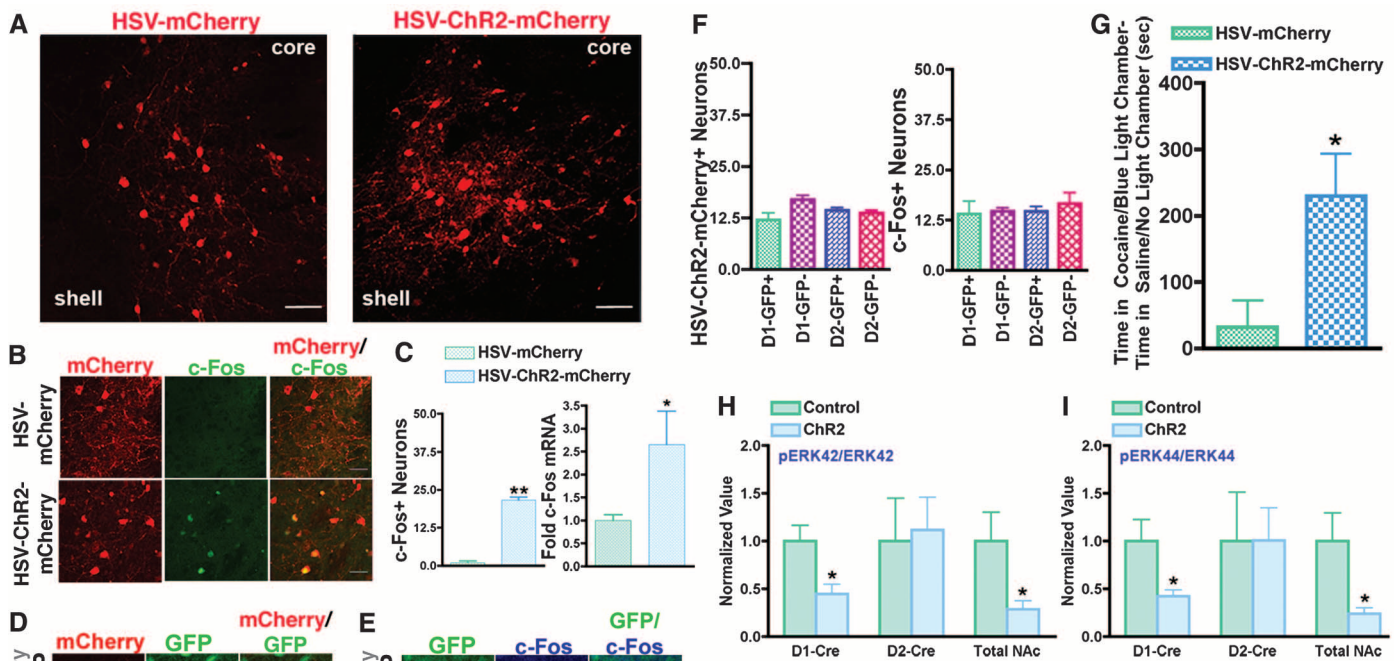 A
HSV-mCherry
core
shell
HSV-ChR2-mCherry
core
shell
B
mCherry
c-Fos
mCherry/
c-Fos
HSV-
mCherry
HSV-ChR2-
mCherry
C
HSV-mCherry
HSV-ChR2-mCherry
c-Fos+ Neurons
50.0
37.5
25.0
12.5
0.0
**
Fold c-Fos mRNA
3.5
3.0
2.5
2.0
1.5
1.0
0.5
0.0
*
D
mCherry
GFP
mCherry/
GFP
E
GFP
c-Fos
GFP/
c-Fos
F
HSV-ChR2-mCherry+ Neurons
50.0
37.5
25.0
12.5
0.0
D1-GFP+
D1-GFP-
D2-GFP+
D2-GFP-
c-Fos+ Neurons
50.0
37.5
25.0
12.5
0.0
D1-GFP+
D1-GFP-
D2-GFP+
D2-GFP-
G
HSV-mCherry
HSV-ChR2-mCherry
Time in Cocaine/Blue Light Chamber-
Time in Saline/No Light Chamber (sec)
400
300
200
100
0
*
H
Control
ChR2
pERK42/ERK42
Normalized Value
2.0
1.5
1.0
0.5
0.0
*
*
D1-Cre
D2-Cre
Total NAc
I
Control
ChR2
pERK44/ERK44
Normalized Value
2.0
1.5
1.0
0.5
0.0
*
*
D1-Cre
D2-Cre
Total NAc